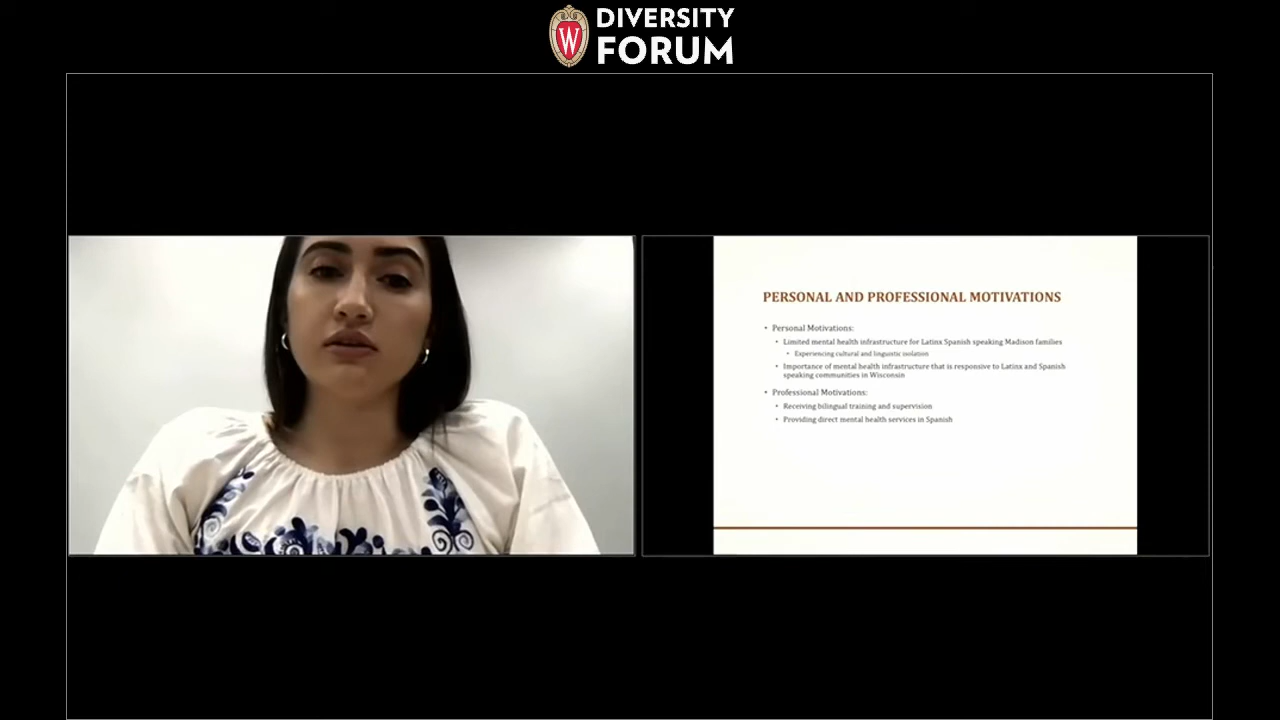 DIVERSITY
FORUM
W
PERSONAL AND PROFESSIONAL MOTIVATIONS
• Personal Motivations:
• Limited mental health infrastructure for Latinx Spanish speaking Madison families
• Experiencing cultural and linguistic isolation
• Importance of mental health infrastructure that is responsive to Latinx and Spanish
speaking communities in Wisconsin
• Professional Motivations:
• Receiving bilingual training and supervision
• Providing direct mental health services in Spanish